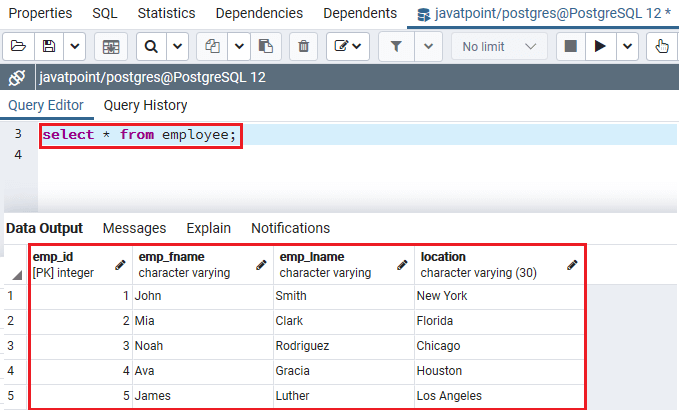 Properties SQL Statistics Dependencies Dependents javatpoint/postgres@PostgreSQL 12 *
No limit
javatpoint/postgres@PostgreSQL 12
Query Editor Query History
3 select * from employee;
4
Data Output Messages Explain Notifications
emp_id emp_fname emp_lname location
[PK] integer character varying character varying character varying (30)
1 1 John Smith New York
2 2 Mia Clark Florida
3 3 Noah Rodriguez Chicago
4 4 Ava Gracia Houston
5 5 James Luther Los Angeles